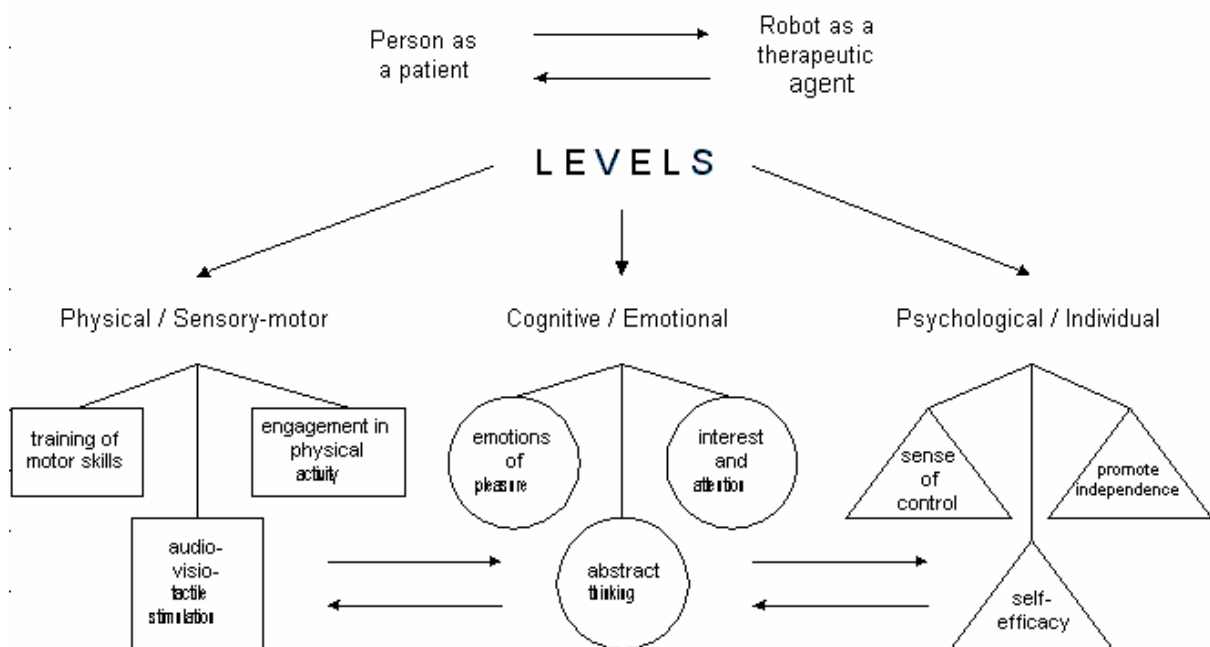 Person as
a patient
Robot as a
therapeutic
agent
LEVELS
Physical / Sensory-motor
Cognitive / Emotional
Psychological / Individual
training of
motor skills
engagement in
physical
activity
audio-
visio-
tactile
stimulation
emotions
of
pleasure
interest
and
attention
abstract
thinking
sense
of
control
promote
independence
self-
efficacy